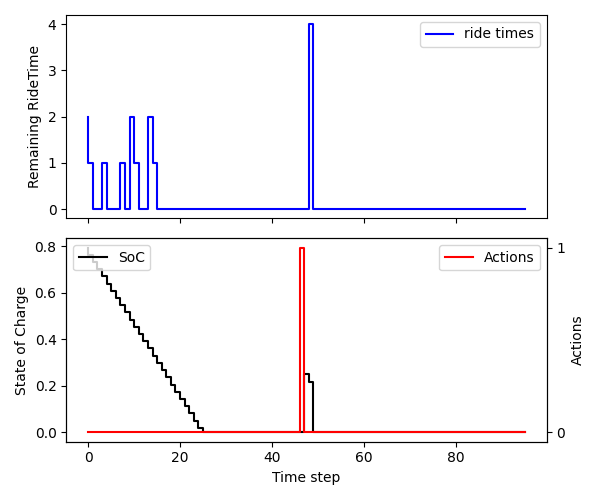 Remaining RideTime
4
3
2
1
0
ride times
State of Charge
0.8
0.6
0.4
0.2
0.0
SoC
Actions
1
0
Actions
0 20 40 60 80
Time step